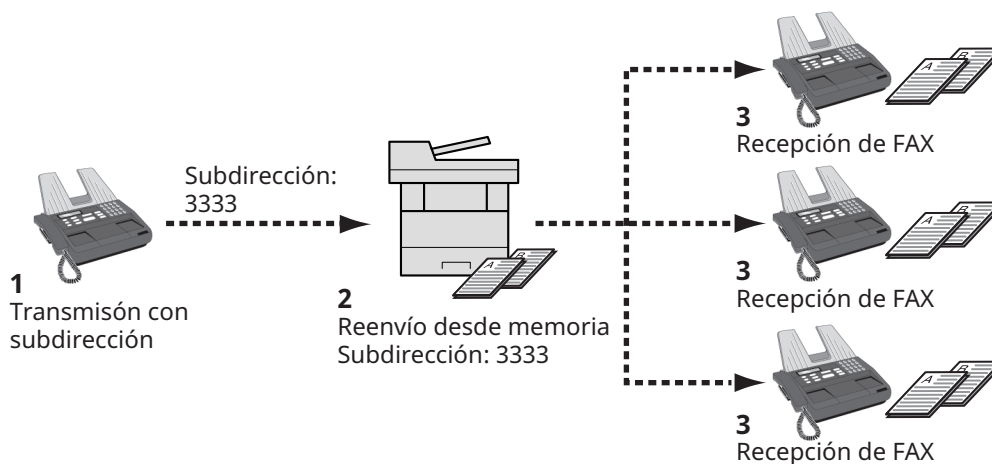 Subdirección:
3333
1
Transmisón con
subdirección
2
Reenvío desde memoria
Subdirección: 3333
A
B
3
Recepción de FAX
A
B
3
Recepción de FAX
A
B
3
Recepción de FAX
A
B